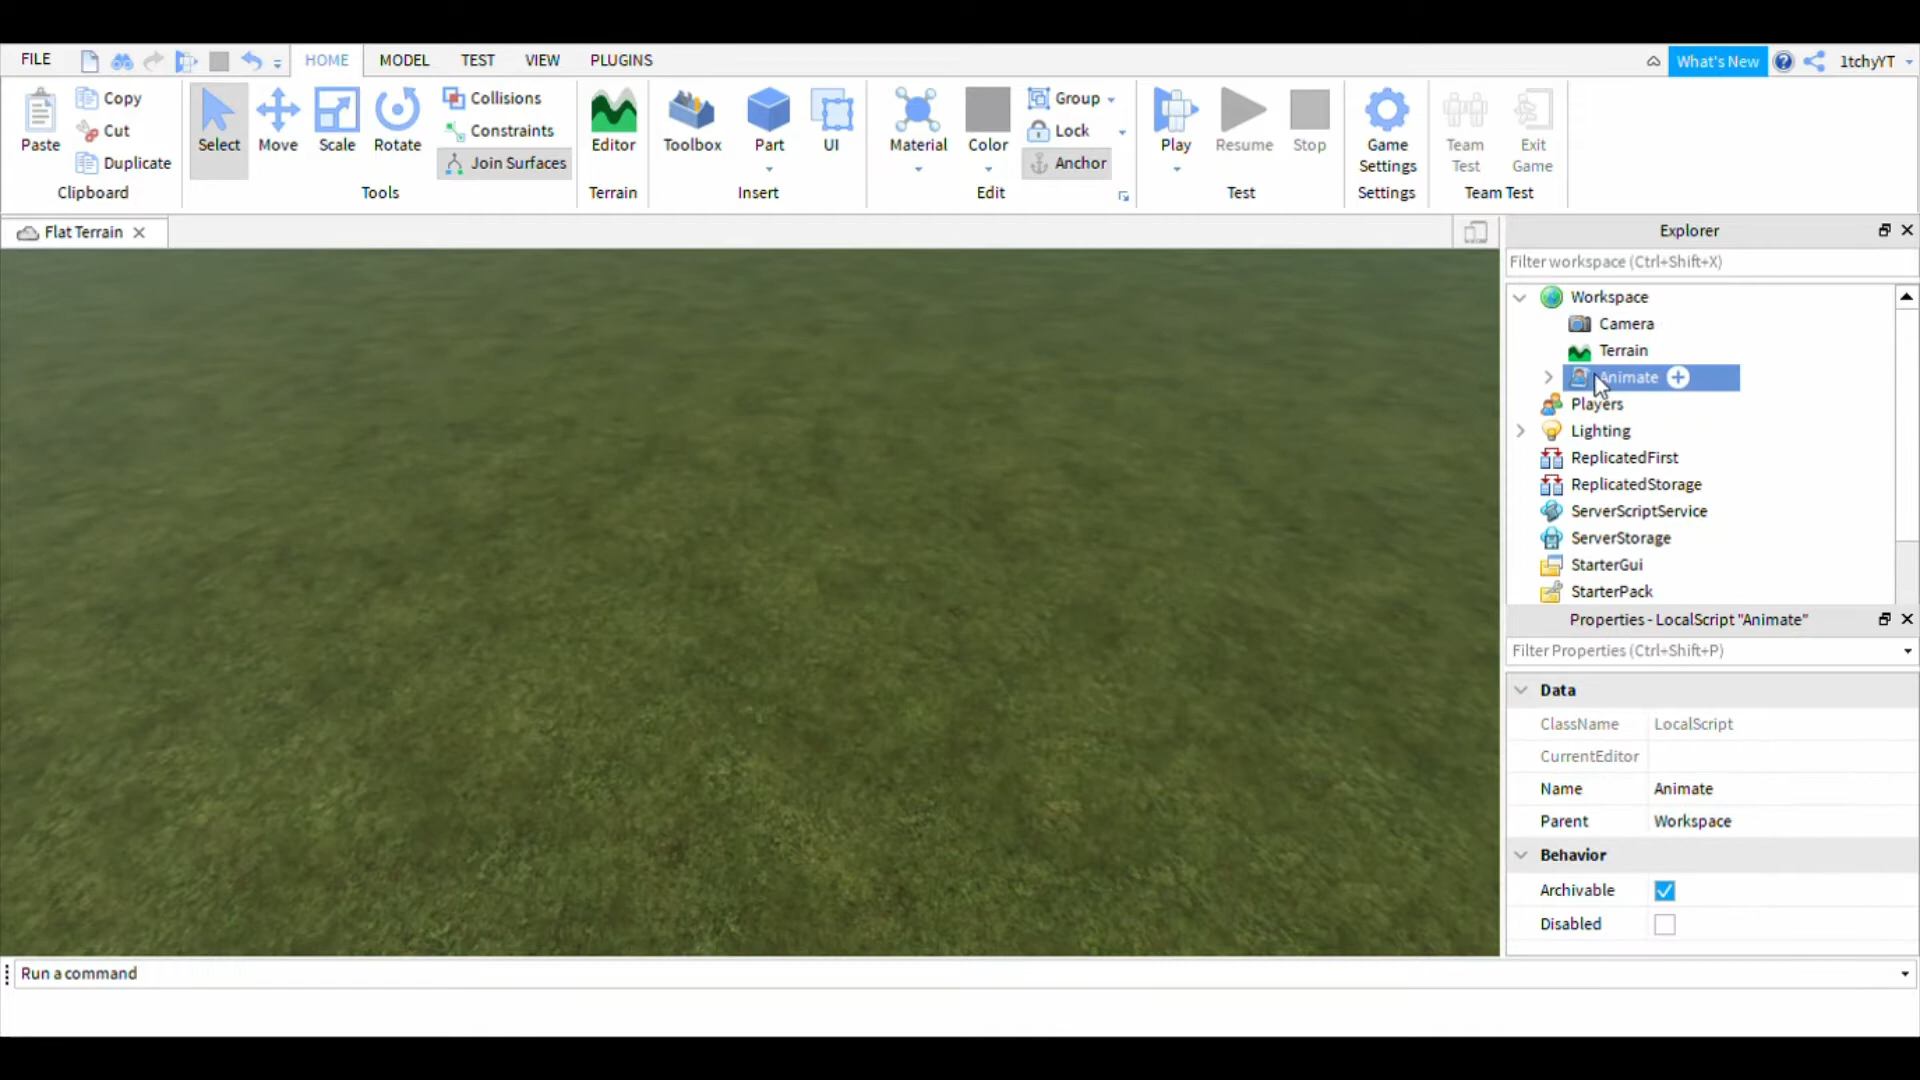 FILE HOME MODEL TEST VIEW PLUGINS What's New 1tchyYT
Paste Copy Cut Duplicate
Clipboard
Select Move Scale Rotate Collisions Constraints Join Surfaces
Tools
Editor
Terrain
Toolbox Part UI
Insert
Material Color Group Lock Anchor
Edit
Play Resume Stop
Test
Game Settings
Settings
Team Test Exit Game
Team Test
Flat Terrain
Explorer
Filter workspace (Ctrl+Shift+X)
Workspace
Camera
Terrain
Animate
Players
Lighting
ReplicatedFirst
ReplicatedStorage
ServerScriptService
ServerStorage
StarterGui
StarterPack
Properties - LocalScript "Animate"
Filter Properties (Ctrl+Shift+P)
Data
ClassName LocalScript
CurrentEditor
Name Animate
Parent Workspace
Behavior
Archivable
Disabled
Run a command